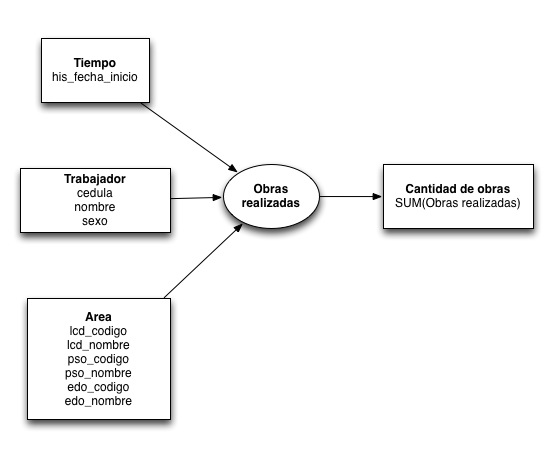 Tiempo
his_fecha_inicio
Trabajador
cedula
nombre
sexo
Obras
realizadas
Cantidad de obras
SUM(Obras realizadas)
Area
lcd_codigo
lcd_nombre
pso_codigo
pso_nombre
edo_codigo
edo_nombre